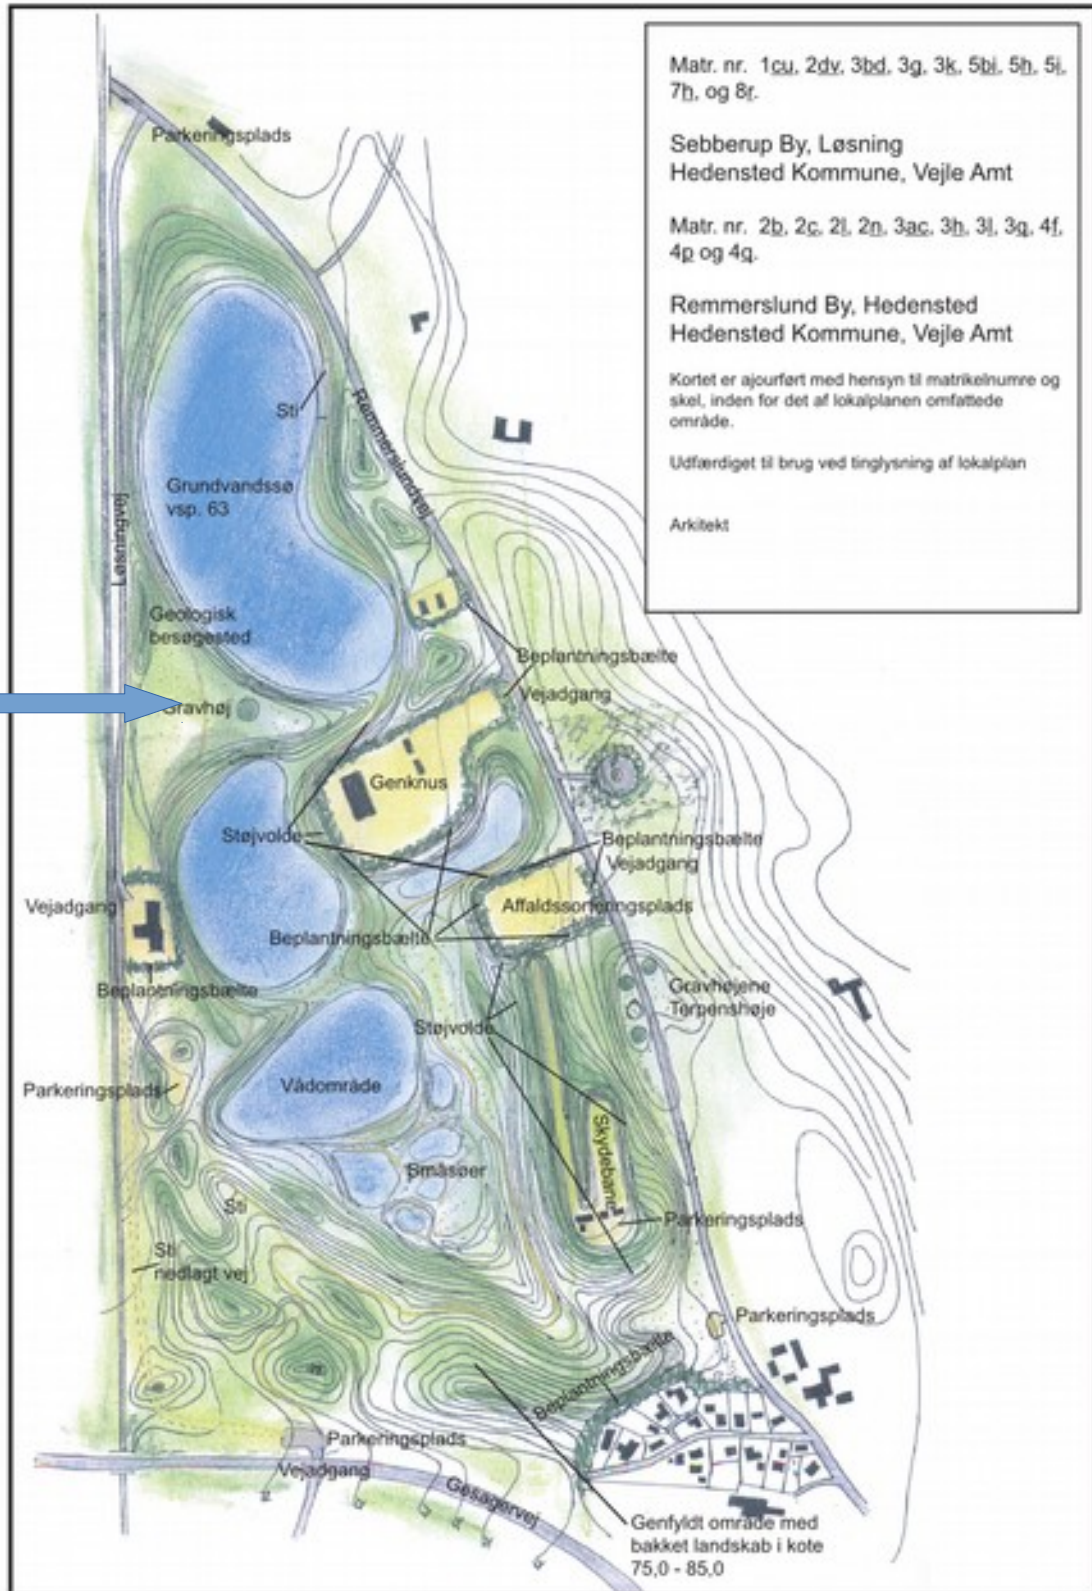 Matr. nr. 1cu, 2dv, 3bd, 3g, 3k, 5bi, 5h, 5i,
7h, og 8r.
Sebberup By, Løsning
Hedensted Kommune, Vejle Amt
Matr. nr. 2b, 2c, 2l, 2n, 3ac, 3h, 3l, 3q, 4f,
4p og 4q.
Remmerslund By, Hedensted
Hedensted Kommune, Vejle Amt
Kortet er ajourført med hensyn til matrikelnumre og
skel, inden for det af lokalplanen omfattede
område.
Udfærdiget til brug ved tinglysning af lokalplan
Arkitekt
Parkeringsplads
Sti
Remmerslundvej
Grundvandssø
vsp. 63
Løsningvej
Geologisk
besøgested
Beplantningsbælte
Vejadgang
Gravhøj
Genknus
Støjvolde
Beplantningsbælte
Vejadgang
Vejadgang
Affaldssorteringsplads
Beplantningsbælte
Beplantningsbælte
Gravhøjene
Terpenshøje
Støjvolde
Parkeringsplads
Vådområde
Skydebane
Småsøer
Sti
Parkeringsplads
Sti
nedlagt vej
Parkeringsplads
Beplantningsbælte
Parkeringsplads
Vejadgang
Gesagervej
Genfyldt område med
bakket landskab i kote
75,0 - 85,0